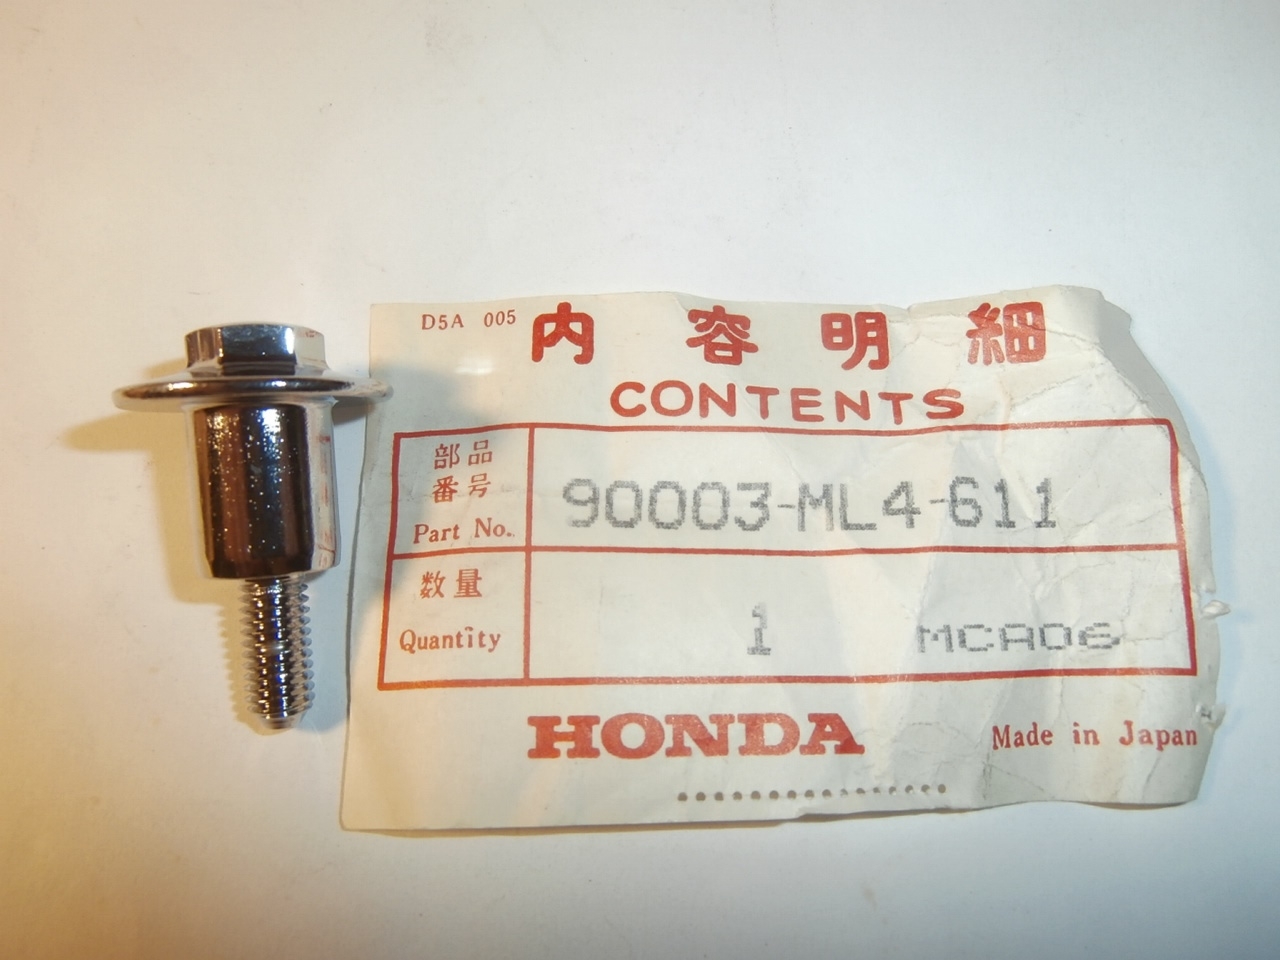 D5A 005
内容明細
CONTENTS
部品
番号
Part No.
90003-ML4-611
数量
Quantity
1 MCA06
HONDA
Made in Japan